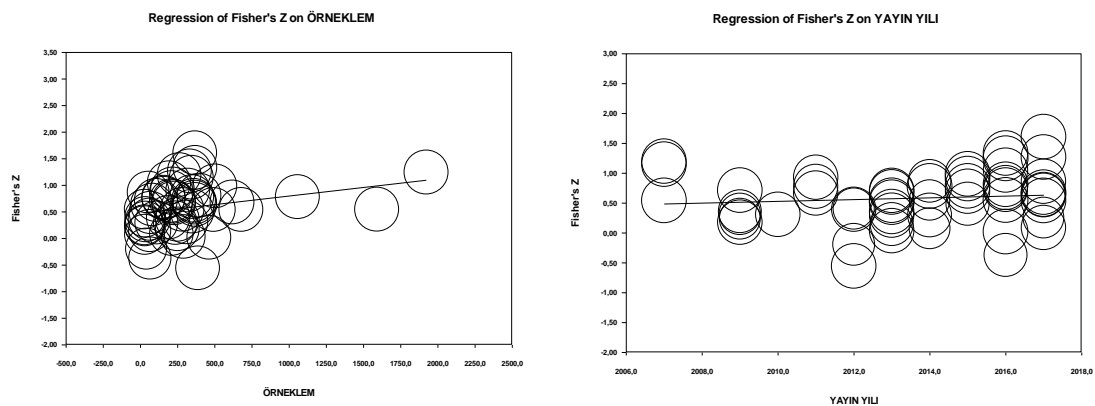 Regression of Fisher's Z on ÖRNEKLEM
3,50
3,00
2,50
2,00
1,50
1,00
0,50
0,00
-0,50
-1,00
-1,50
-2,00
Fisher's Z
-500,0 0,0 250,0 500,0 750,0 1000,0 1250,0 1500,0 1750,0 2000,0 2250,0 2500,0
ÖRNEKLEM
Regression of Fisher's Z on YAYIN YILI
3,00
2,50
2,00
1,50
1,00
0,50
0,00
-0,50
-1,00
-1,50
-2,00
Fisher's Z
2006,0 2008,0 2010,0 2012,0 2014,0 2016,0 2018,0
YAYIN YILI